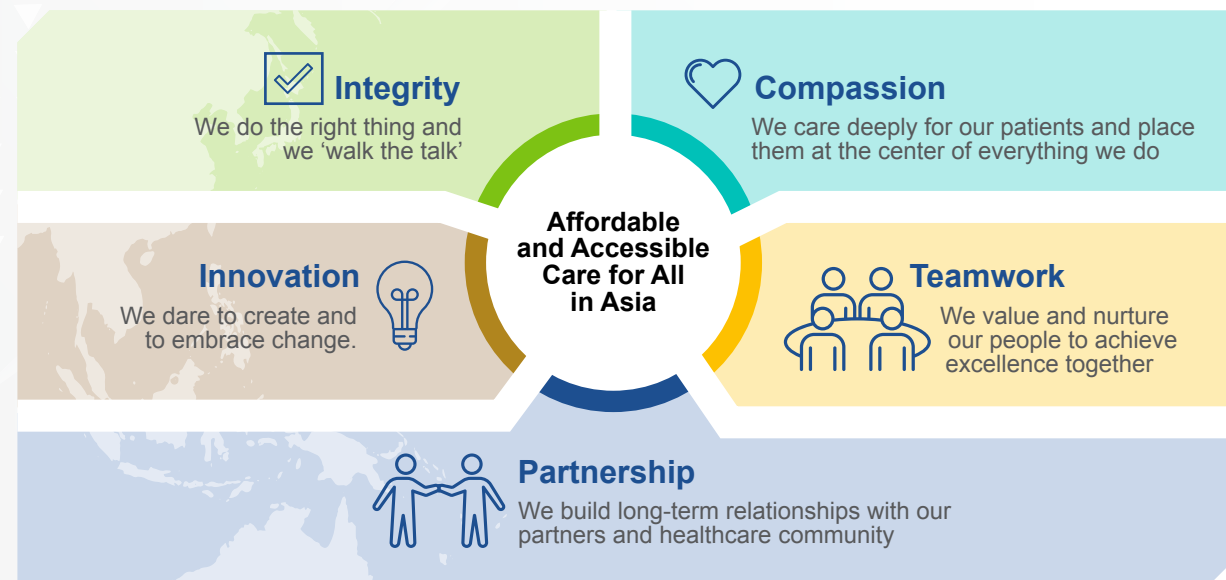 Integrity
We do the right thing and
we ‘walk the talk’
Compassion
We care deeply for our patients and place
them at the center of everything we do
Affordable
and Accessible
Care for All
in Asia
Innovation
We dare to create and
to embrace change.
Teamwork
We value and nurture
our people to achieve
excellence together
Partnership
We build long-term relationships with our
partners and healthcare community